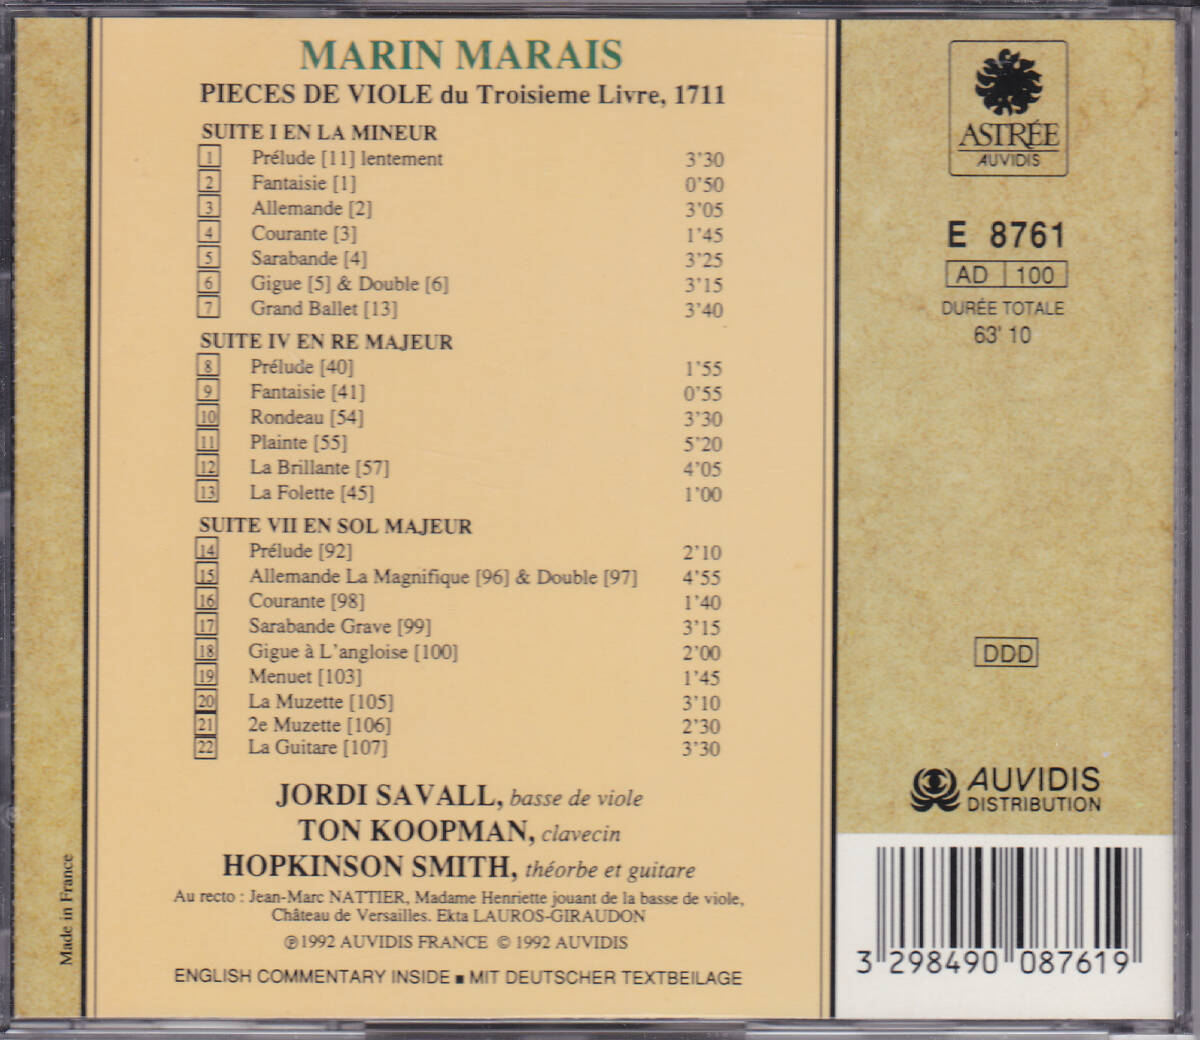 MARIN MARAIS
PIECES DE VIOLE du Troisieme Livre, 1711
SUITE I EN LA MINEUR
1 Prélude [11] lentement 3'30
2 Fantaisie [1] 0'50
3 Allemande [2] 3'05
4 Courante [3] 1'45
5 Sarabande [4] 3'25
6 Gigue [5] & Double [6] 3'15
7 Grand Ballet [13] 3'40
SUITE IV EN RE MAJEUR
8 Prélude [40] 1'55
9 Fantaisie [41] 0'55
10 Rondeau [54] 3'30
11 Plainte [55] 5'20
12 La Brillante [57] 4'05
13 La Folette [45] 1'00
SUITE VII EN SOL MAJEUR
14 Prélude [92] 2'10
15 Allemande La Magnifique [96] & Double [97] 4'55
16 Courante [98] 1'40
17 Sarabande Grave [99] 3'15
18 Gigue à L'angloise [100] 2'00
19 Menuet [103] 1'45
20 La Muzette [105] 3'10
21 2e Muzette [106] 2'30
22 La Guitare [107] 3'30
JORDI SAVALL, basse de viole
TON KOOPMAN, clavecin
HOPKINSON SMITH, théorbe et guitare
Au recto : Jean-Marc NATTIER, Madame Henriette jouant de la basse de viole,
Château de Versailles. Ekta LAUROS-GIRAUDON
℗1992 AUVIDIS FRANCE © 1992 AUVIDIS
ENGLISH COMMENTARY INSIDE ■ MIT DEUTSCHER TEXTBEILAGE
Made in France
ASTRÉE
AUVIDIS
E 8761
AD 100
DURÉE TOTALE
63' 10
DDD
AUVIDIS
DISTRIBUTION
3 298490 087619